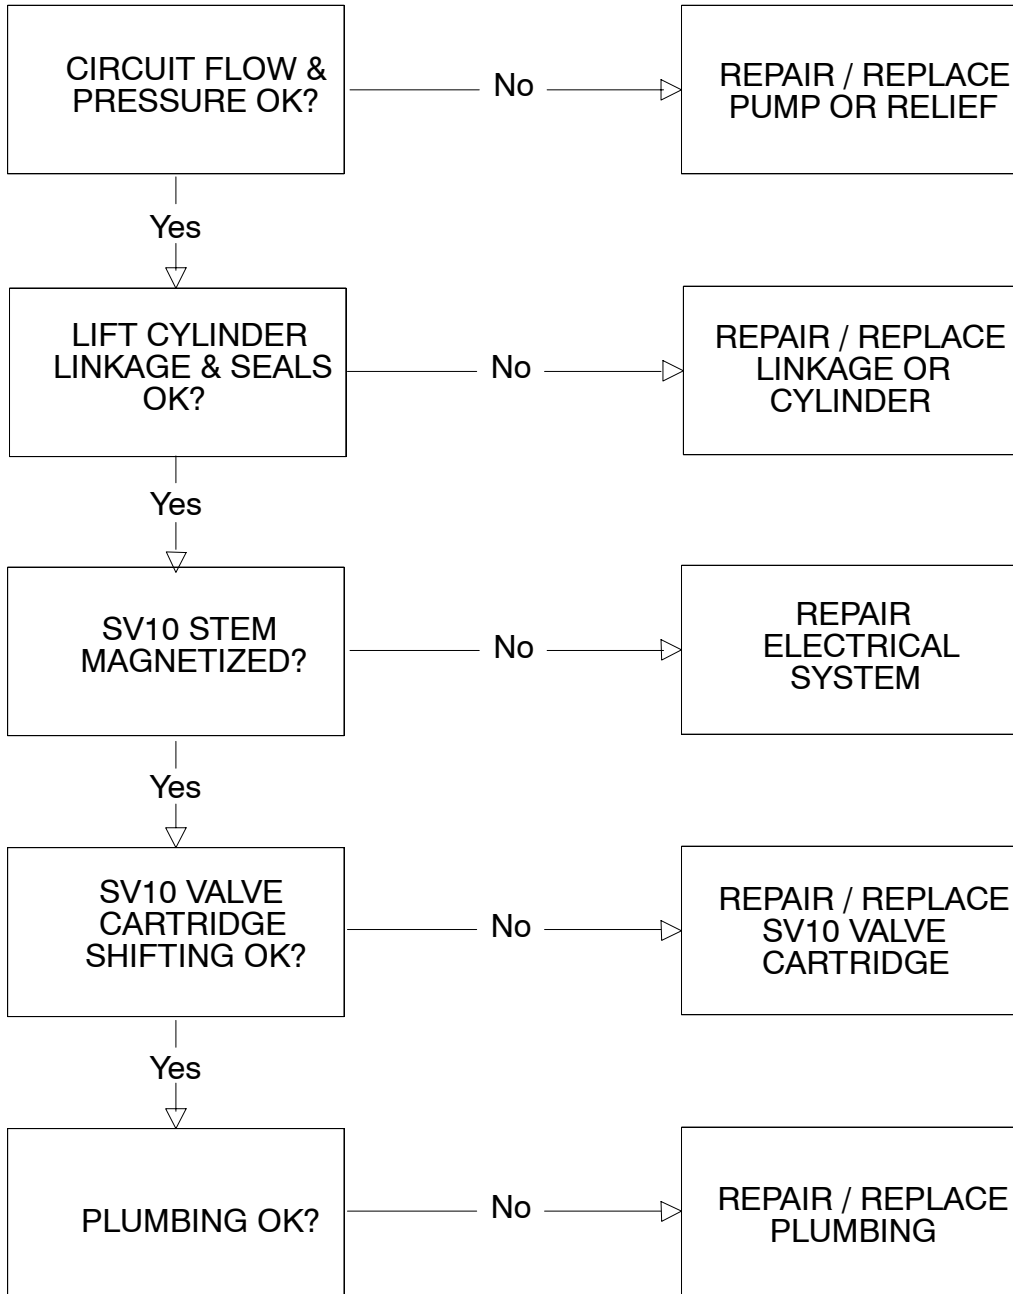 CIRCUIT FLOW &
PRESSURE OK?
No
REPAIR / REPLACE
PUMP OR RELIEF
Yes
LIFT CYLINDER
LINKAGE & SEALS
OK?
No
REPAIR / REPLACE
LINKAGE OR
CYLINDER
Yes
SV10 STEM
MAGNETIZED?
No
REPAIR
ELECTRICAL
SYSTEM
Yes
SV10 VALVE
CARTRIDGE
SHIFTING OK?
No
REPAIR / REPLACE
SV10 VALVE
CARTRIDGE
Yes
PLUMBING OK?
No
REPAIR / REPLACE
PLUMBING